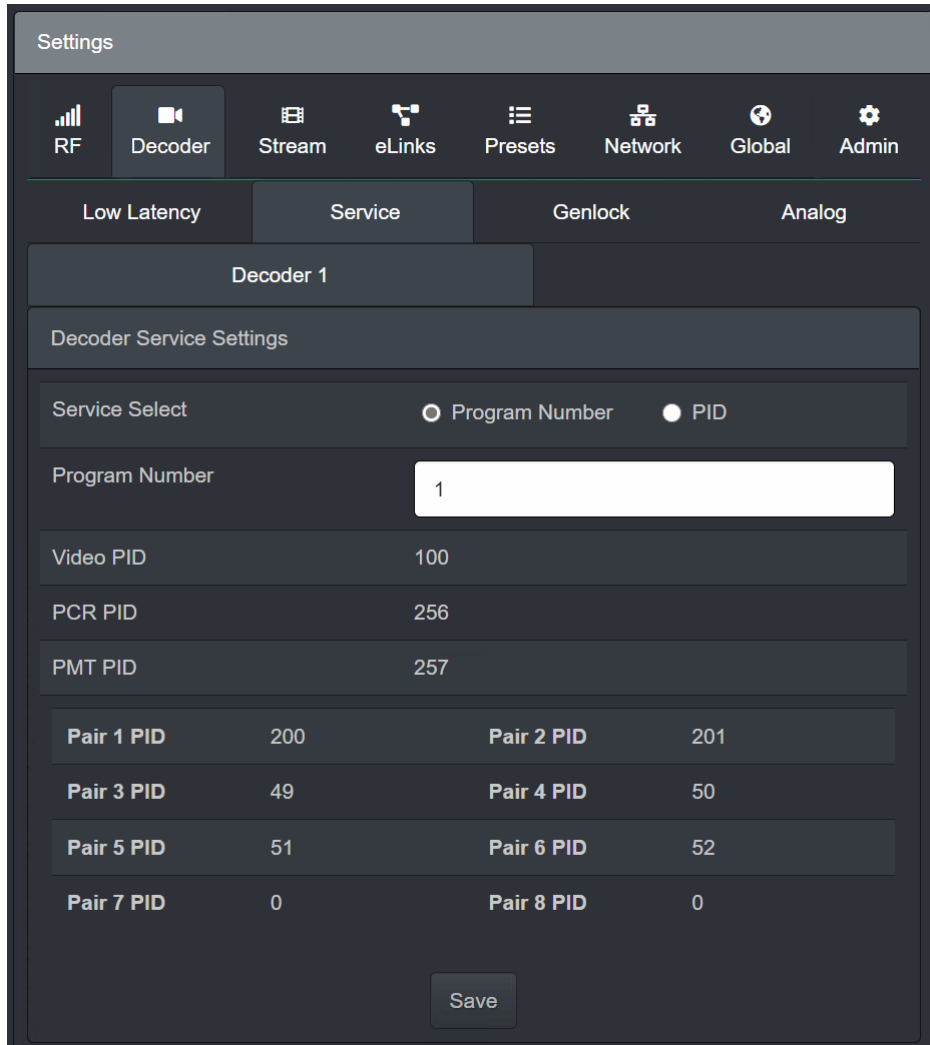 Settings
RF Decoder Stream eLinks Presets Network Global Admin
Low Latency Service Genlock Analog
Decoder 1
Decoder Service Settings
Service Select Program Number PID
Program Number 1
Video PID 100
PCR PID 256
PMT PID 257
Pair 1 PID 200 Pair 2 PID 201
Pair 3 PID 49 Pair 4 PID 50
Pair 5 PID 51 Pair 6 PID 52
Pair 7 PID 0 Pair 8 PID 0
Save